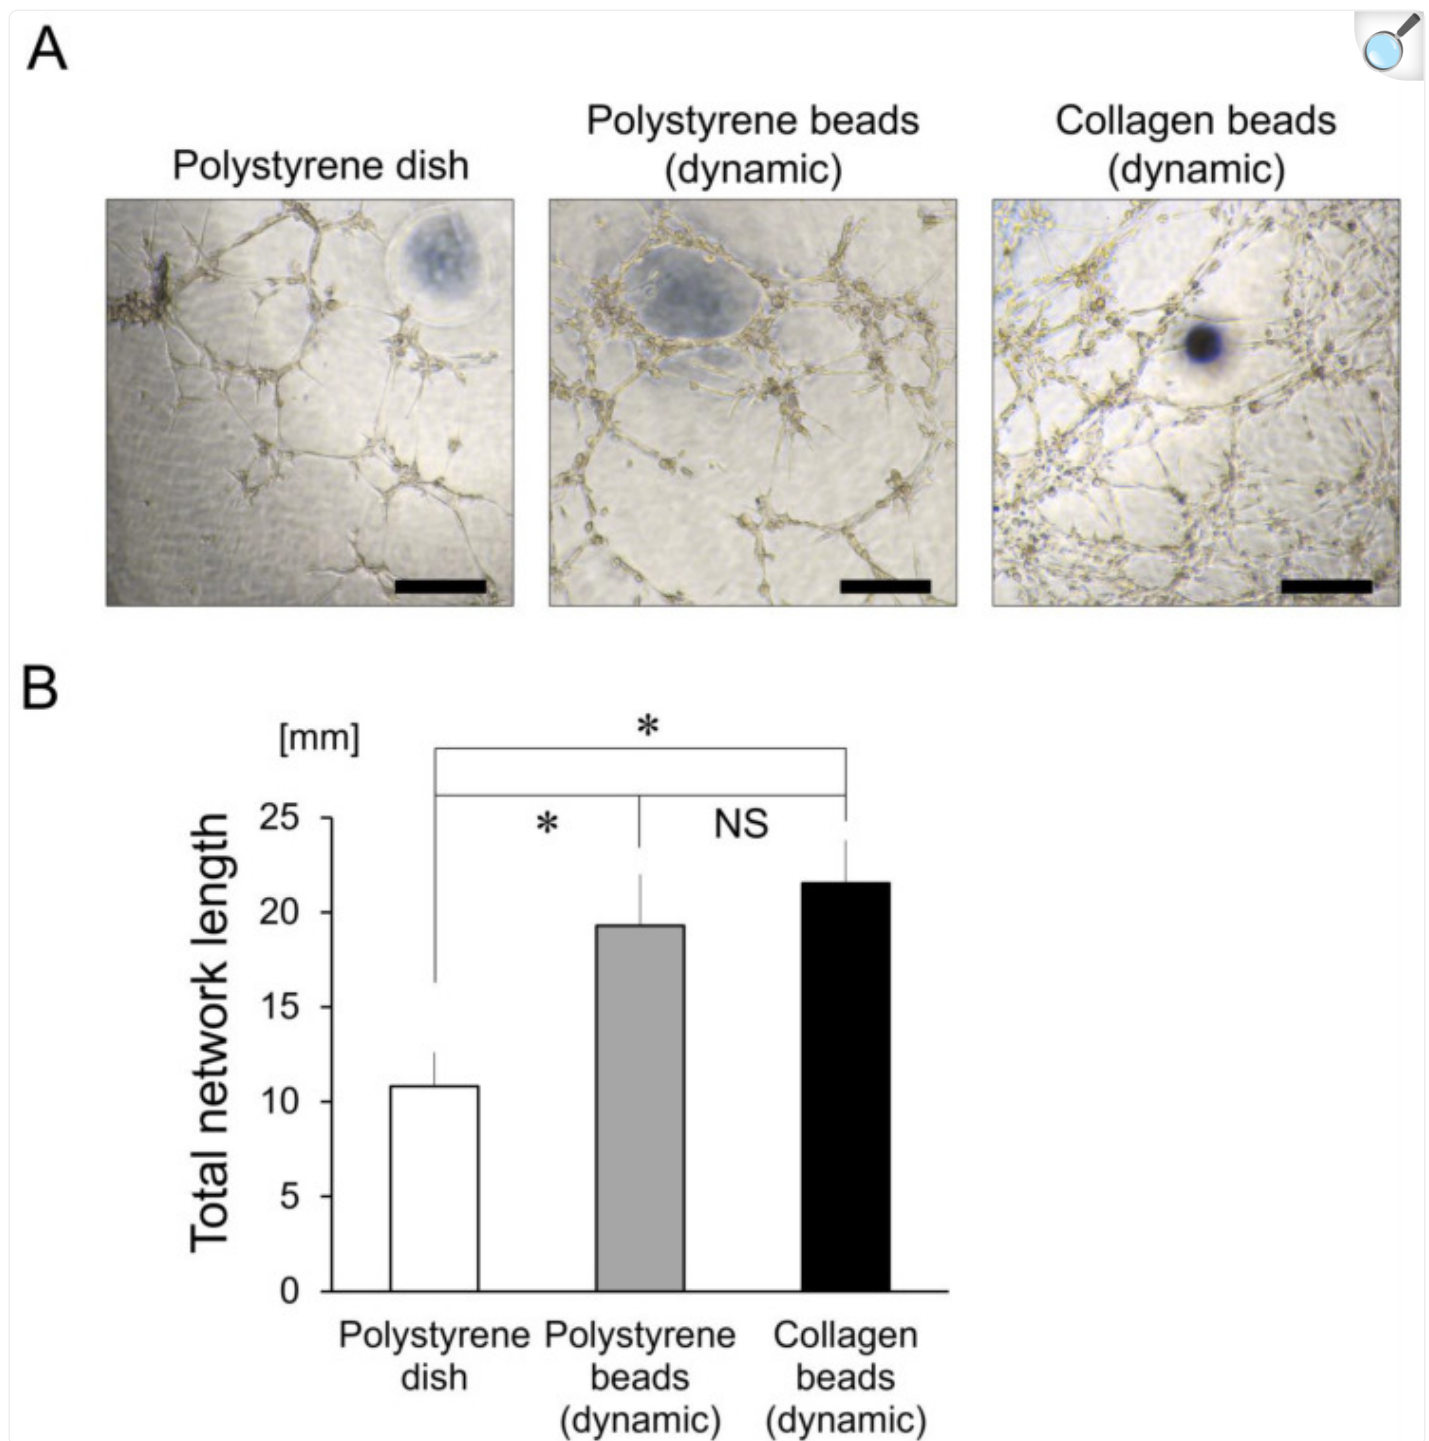 A
Polystyrene dish
Polystyrene beads
(dynamic)
Collagen beads
(dynamic)
B
[mm]
*
*
NS
Total network length
25
20
15
10
5
0
Polystyrene
dish
Polystyrene
beads
(dynamic)
Collagen
beads
(dynamic)